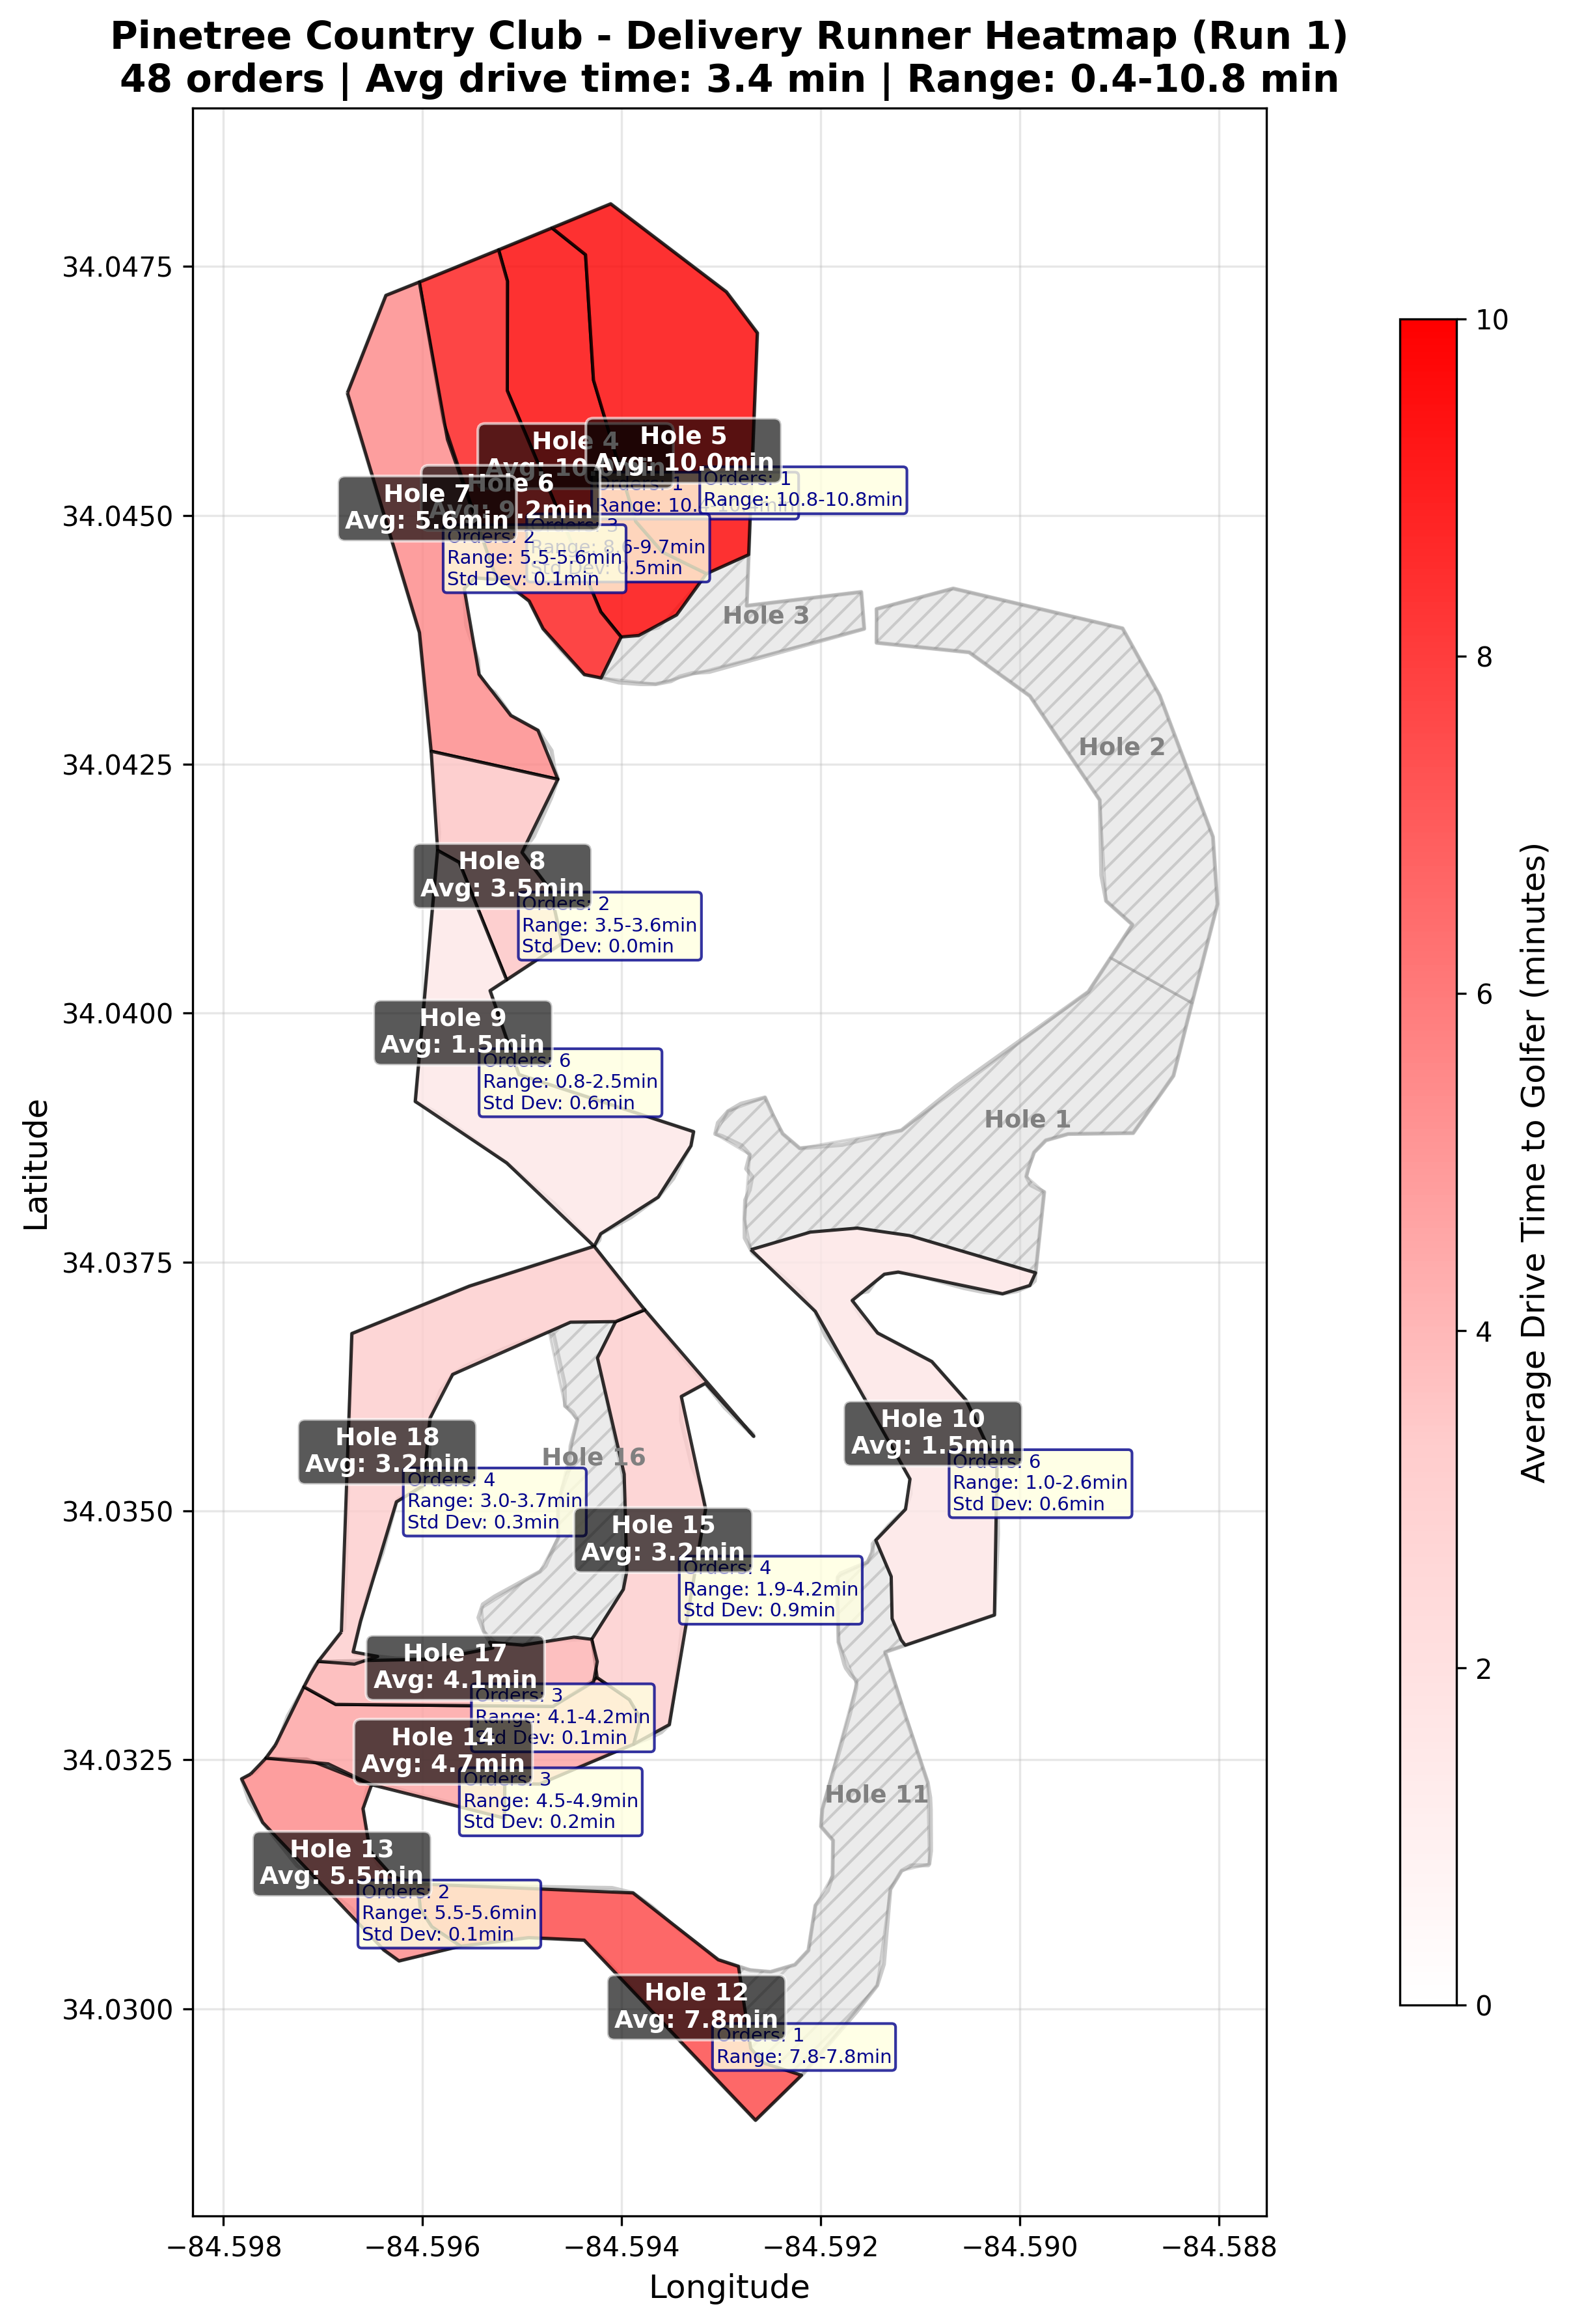 Pinetree Country Club - Delivery Runner Heatmap (Run 1)
48 orders | Avg drive time: 3.4 min | Range: 0.4-10.8 min
34.0475
34.0450
34.0425
34.0400
34.0375
34.0350
34.0325
34.0300
Latitude
Hole 4
Avg: 10.
Hole 5
Avg: 10.0min
Orders: 1
Range: 10.8-10.8min
Orders: 1
Range: 10.
Hole 6
Avg: 9.2min
Orders: 3
Range: 8.6-9.7min
Std Dev: 0.5min
Hole 7
Avg: 5.6min
Orders: 2
Range: 5.5-5.6min
Std Dev: 0.1min
Hole 3
Hole 2
Hole 8
Avg: 3.5min
Orders: 2
Range: 3.5-3.6min
Std Dev: 0.0min
Hole 9
Avg: 1.5min
Orders: 6
Range: 0.8-2.5min
Std Dev: 0.6min
Hole 1
Hole 10
Avg: 1.5min
Orders: 6
Range: 1.0-2.6min
Std Dev: 0.6min
Hole 18
Avg: 3.2min
Orders: 4
Range: 3.0-3.7min
Std Dev: 0.3min
Hole 16
Hole 15
Avg: 3.2min
Orders: 4
Range: 1.9-4.2min
Std Dev: 0.9min
Hole 17
Avg: 4.1min
Orders: 3
Range: 4.1-4.2min
Std Dev: 0.1min
Hole 14
Avg: 4.7min
Orders: 3
Range: 4.5-4.9min
Std Dev: 0.2min
Hole 11
Hole 13
Avg: 5.5min
Orders: 2
Range: 5.5-5.6min
Std Dev: 0.1min
Hole 12
Avg: 7.8min
Orders: 1
Range: 7.8-7.8min
−84.598
−84.596
−84.594
−84.592
−84.590
−84.588
Longitude
10
8
6
4
2
0
Average Drive Time to Golfer (minutes)